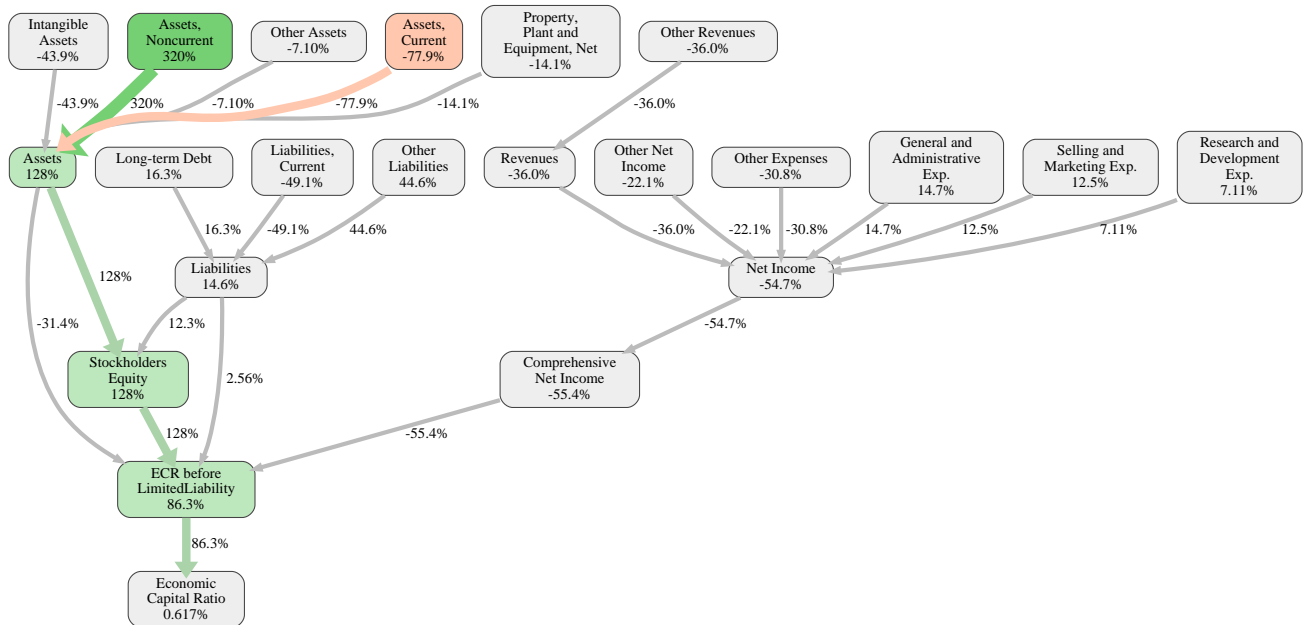 Intangible
Assets
-43.9%
Assets,
Noncurrent
320%
Other Assets
-7.10%
Assets,
Current
-77.9%
Property,
Plant and
Equipment, Net
-14.1%
Other Revenues
-36.0%
-43.9%
320%
-7.10%
-77.9%
-14.1%
-36.0%
Assets
128%
Long-term Debt
16.3%
Liabilities,
Current
-49.1%
Other
Liabilities
44.6%
Revenues
-36.0%
Other Net
Income
-22.1%
Other Expenses
-30.8%
General and
Administrative
Exp.
14.7%
Selling and
Marketing Exp.
12.5%
Research and
Development
Exp.
7.11%
16.3%
-49.1%
44.6%
-36.0%
-22.1%
-30.8%
14.7%
12.5%
7.11%
Liabilities
14.6%
Net Income
-54.7%
128%
-31.4%
12.3%
-54.7%
Stockholders
Equity
128%
2.56%
Comprehensive
Net Income
-55.4%
128%
-55.4%
ECR before
LimitedLiability
86.3%
86.3%
Economic
Capital Ratio
0.617%